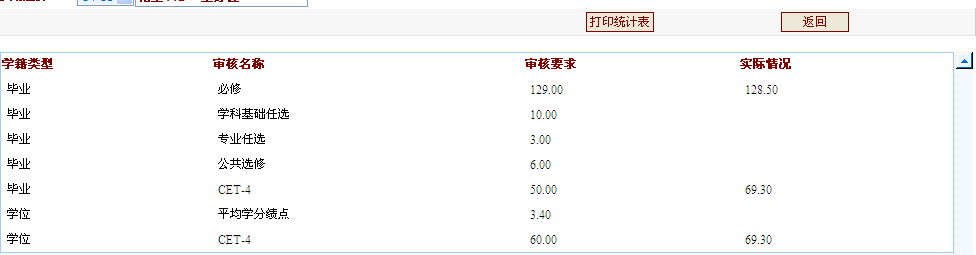 打印统计表 返回
学籍类型 审核名称 审核要求 实际情况
毕业 必修 129.00 128.50
毕业 学科基础任选 10.00
毕业 专业任选 3.00
毕业 公共选修 6.00
毕业 CET-4 50.00 69.30
学位 平均学分绩点 3.40
学位 CET-4 60.00 69.30